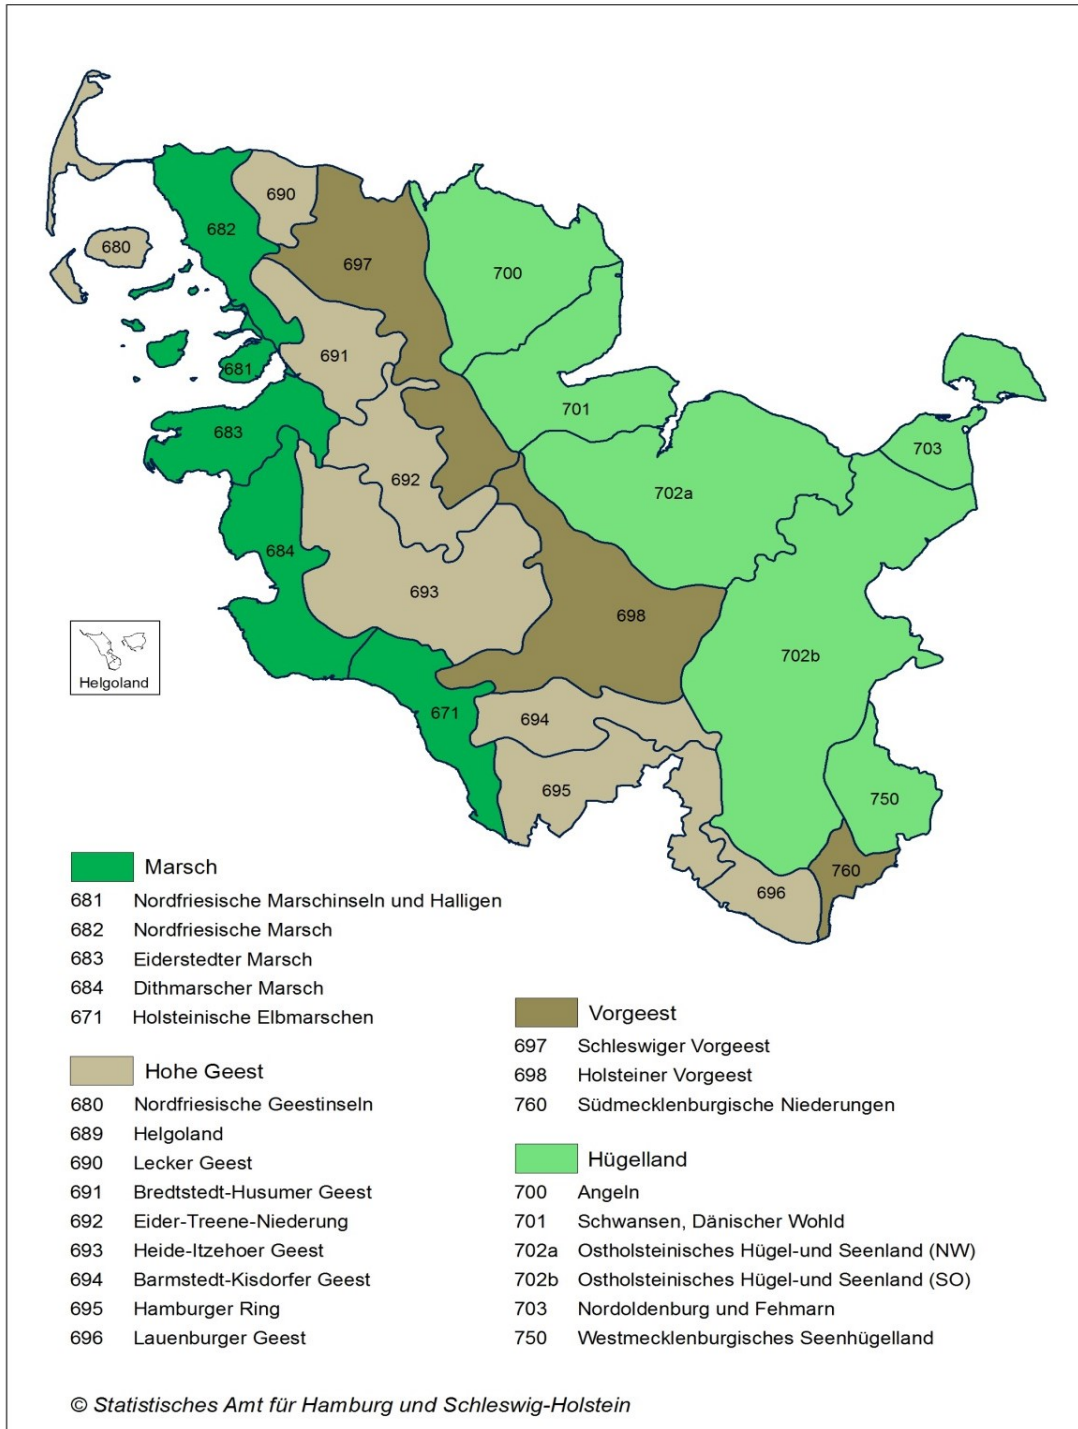 690
682
680
697
700
691
681
701
683
703
692
702a
684
693
698
702b
Helgoland
671
694
695
750
760
696
Marsch
681 Nordfriesische Marschinseln und Halligen
682 Nordfriesische Marsch
683 Eiderstedter Marsch
684 Dithmarscher Marsch
671 Holsteinische Elbmarschen
Hohe Geest
680 Nordfriesische Geestinseln
689 Helgoland
690 Lecker Geest
691 Bredtstedt-Husumer Geest
692 Eider-Treene-Niederung
693 Heide-Itzehoer Geest
694 Barmstedt-Kisdorfer Geest
695 Hamburger Ring
696 Lauenburger Geest
Vorgeest
697 Schleswiger Vorgeest
698 Holsteiner Vorgeest
760 Südmecklenburgische Niederungen
Hügelland
700 Angeln
701 Schwansen, Dänischer Wohld
702a Ostholsteinisches Hügel-und Seenland (NW)
702b Ostholsteinisches Hügel-und Seenland (SO)
703 Nordoldenburg und Fehmarn
750 Westmecklenburgisches Seenhügelland
© Statistisches Amt für Hamburg und Schleswig-Holstein